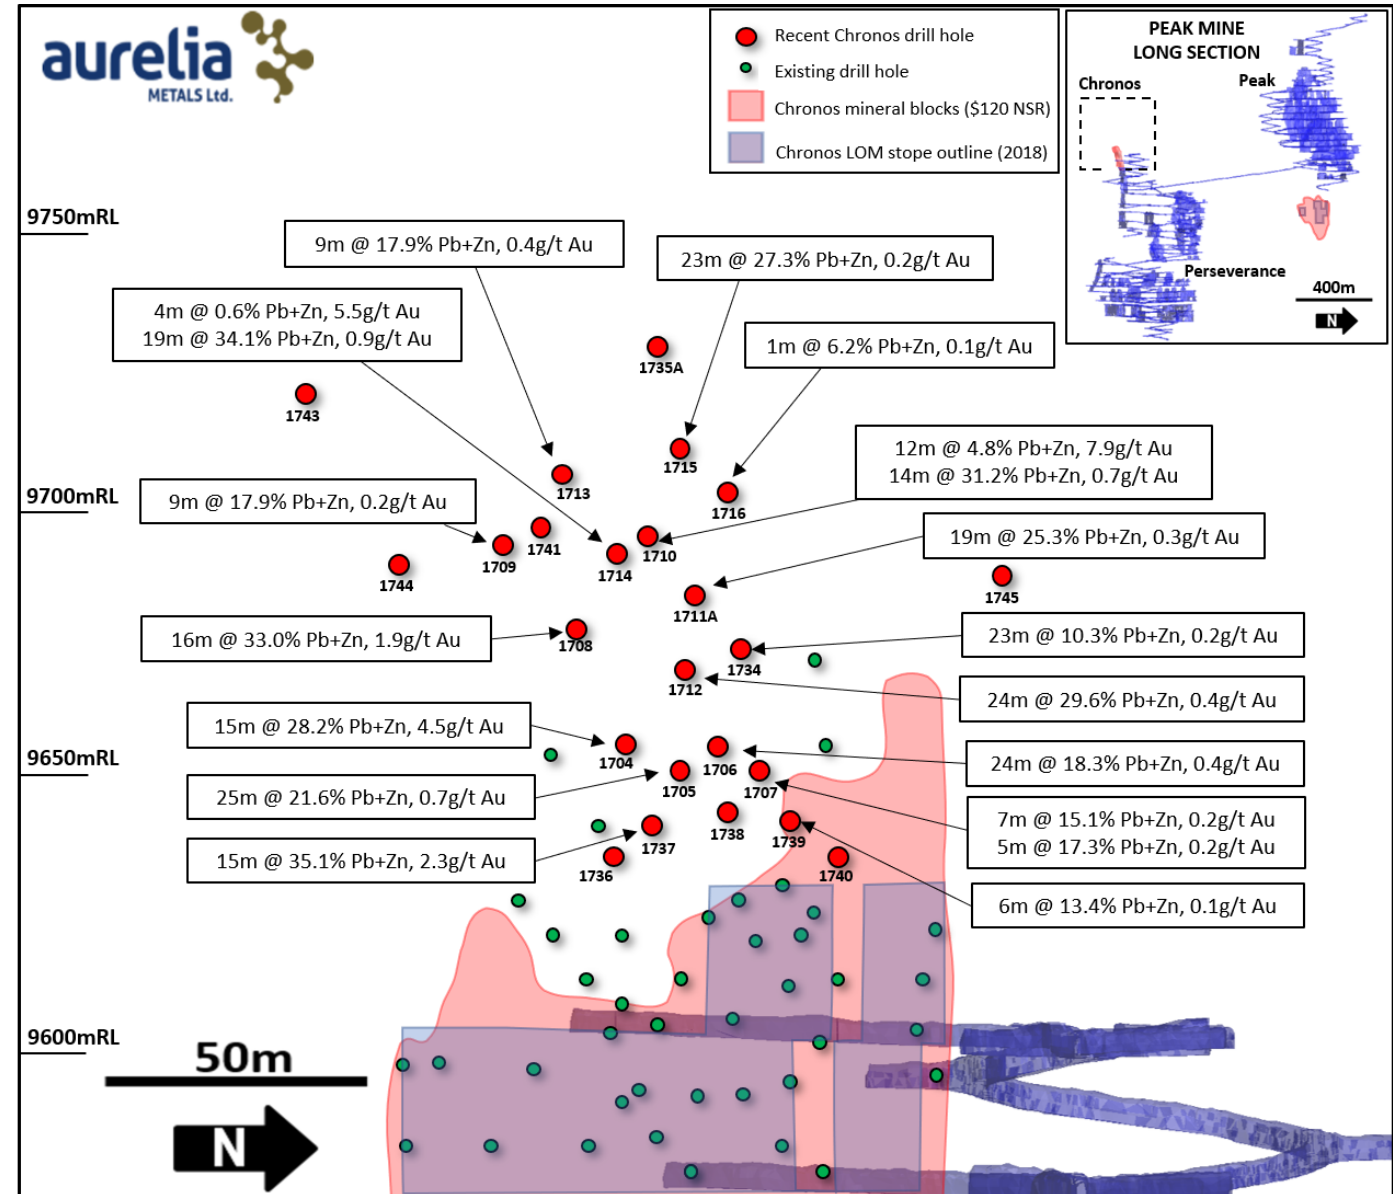 aurelia
METALS Ltd.
Recent Chronos drill hole
Existing drill hole
Chronos mineral blocks ($120 NSR)
Chronos LOM stope outline (2018)
PEAK MINE
LONG SECTION
Chronos
Peak
Perseverance
400m
N
9750mRL
9m @ 17.9% Pb+Zn, 0.4g/t Au
23m @ 27.3% Pb+Zn, 0.2g/t Au
4m @ 0.6% Pb+Zn, 5.5g/t Au
19m @ 34.1% Pb+Zn, 0.9g/t Au
1m @ 6.2% Pb+Zn, 0.1g/t Au
1735A
1743
12m @ 4.8% Pb+Zn, 7.9g/t Au
14m @ 31.2% Pb+Zn, 0.7g/t Au
1715
1713
9700mRL
9m @ 17.9% Pb+Zn, 0.2g/t Au
1716
1741
1710
19m @ 25.3% Pb+Zn, 0.3g/t Au
1709
1714
1744
1745
1711A
16m @ 33.0% Pb+Zn, 1.9g/t Au
1708
23m @ 10.3% Pb+Zn, 0.2g/t Au
1734
1712
24m @ 29.6% Pb+Zn, 0.4g/t Au
15m @ 28.2% Pb+Zn, 4.5g/t Au
9650mRL
1704
1706
24m @ 18.3% Pb+Zn, 0.4g/t Au
25m @ 21.6% Pb+Zn, 0.7g/t Au
1705
1707
7m @ 15.1% Pb+Zn, 0.2g/t Au
5m @ 17.3% Pb+Zn, 0.2g/t Au
1738
1739
1737
15m @ 35.1% Pb+Zn, 2.3g/t Au
1736
1740
6m @ 13.4% Pb+Zn, 0.1g/t Au
9600mRL
50m
N